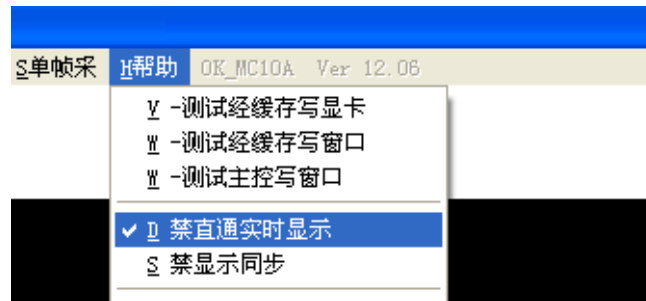 S单帧采 H帮助 OK_MC10A Ver 12.06
V -测试经缓存写显卡
W -测试经缓存写窗口
W -测试主控写窗口
✓ D 禁直通实时显示
S 禁显示同步